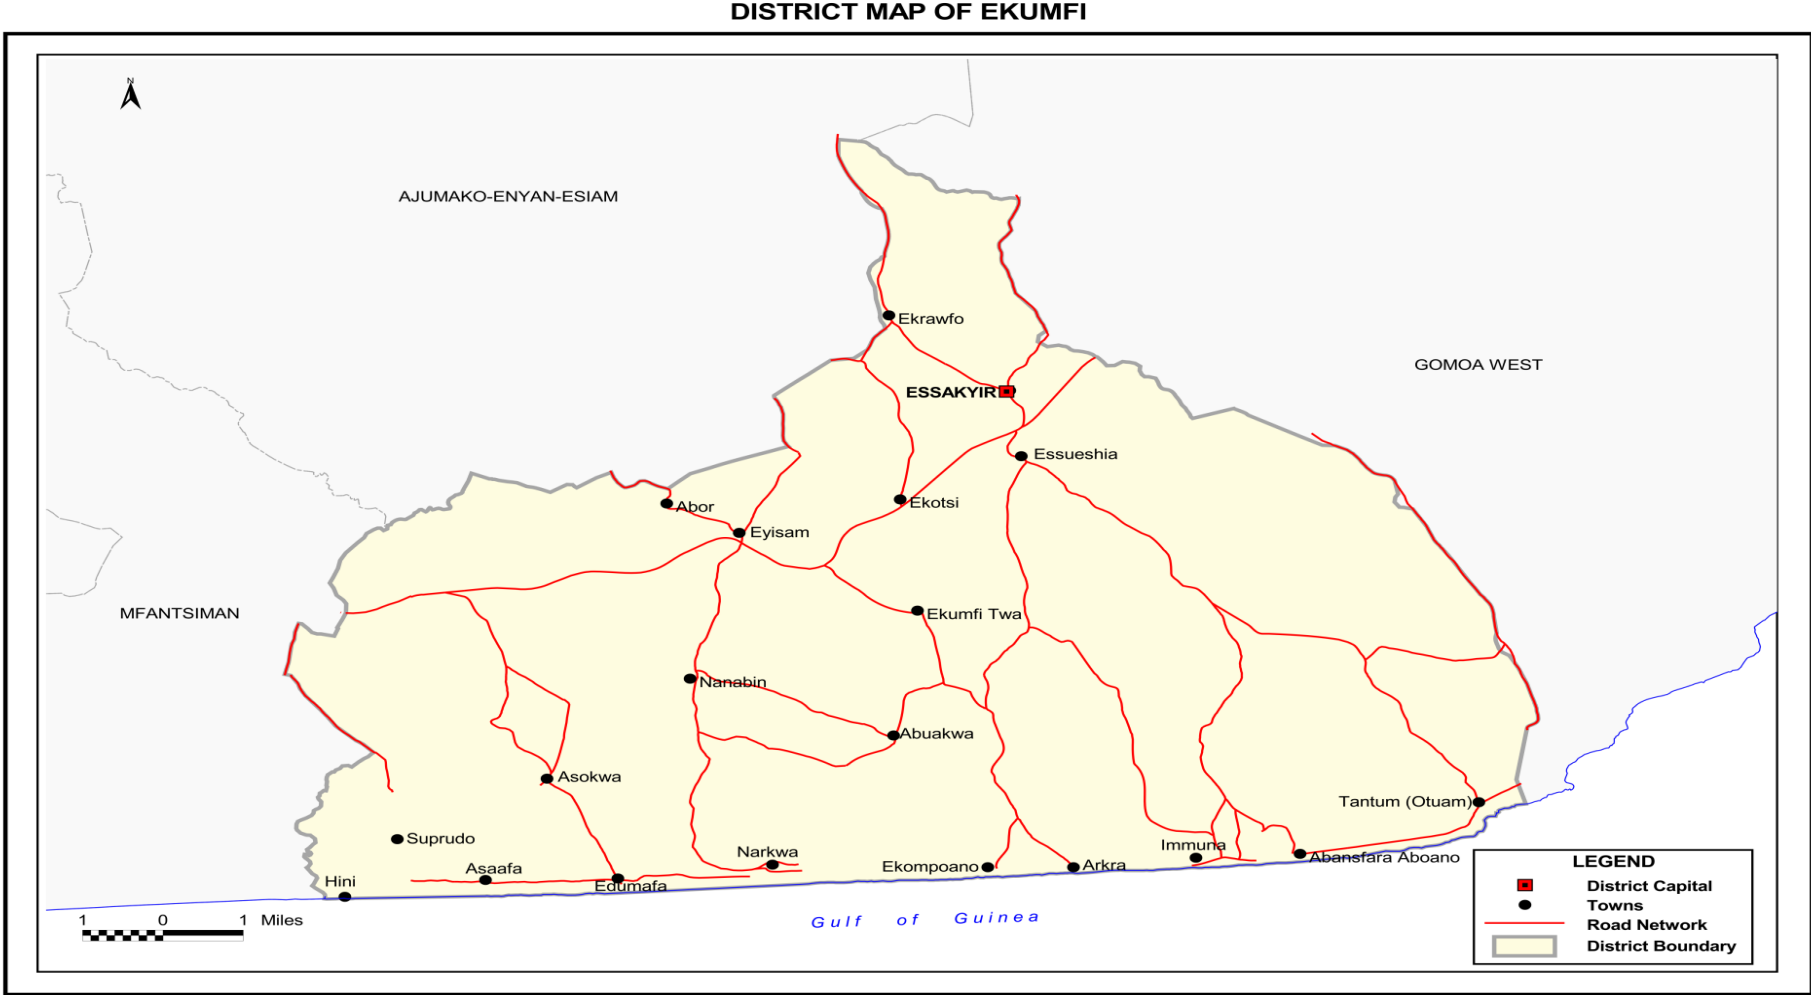 DISTRICT MAP OF EKUMFI
N
AJUMAKO-ENYAN-ESIAM
Ekrawfo
GOMOA WEST
ESSAKYIR
Essueshia
Ekotsi
Abor
Eyisam
MFANTSIMAN
Ekumfi Twa
Nanabin
Abuakwa
Asokwa
Tantum (Otuam)
Suprudo
Immuna
Narkwa
Abansfara Aboano
Ekompoano
Arkra
Asaafa
Hini
Edumafa
1 0 1 Miles
Gulf of Guinea
LEGEND
District Capital
Towns
Road Network
District Boundary